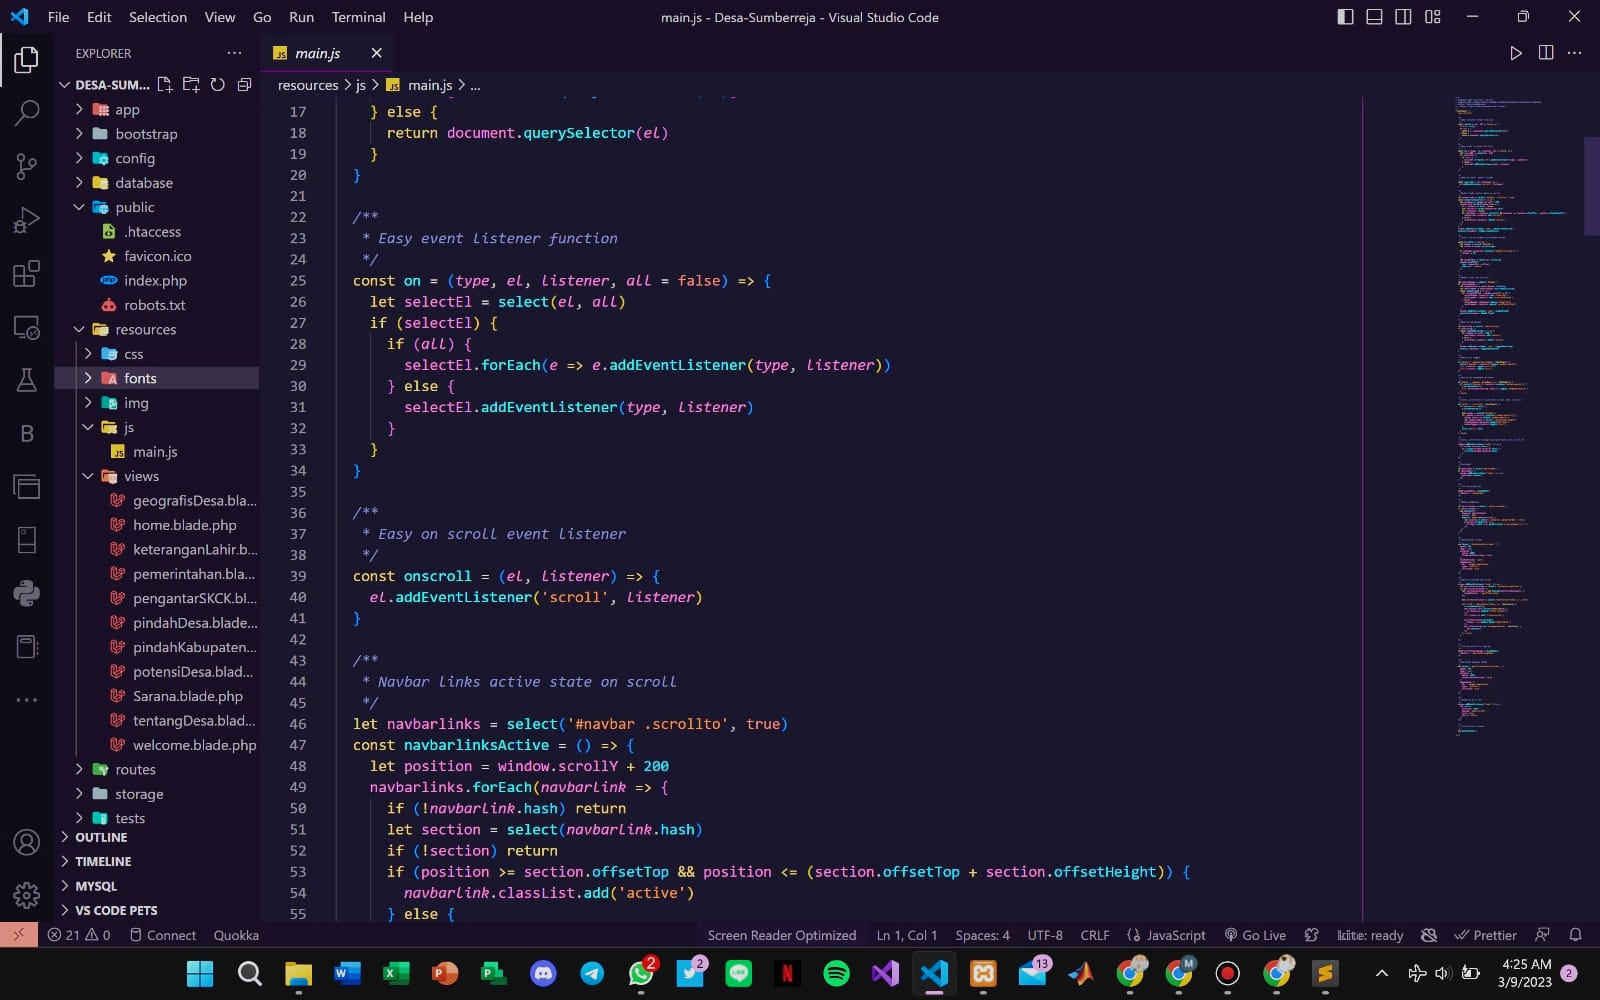 File Edit Selection View Go Run Terminal Help
main.js - Desa-Sumberreja - Visual Studio Code
EXPLORER
DESA-SUM...
app
bootstrap
config
database
public
.htaccess
favicon.ico
index.php
robots.txt
resources
css
fonts
img
js
main.js
views
geografisDesa.bla...
home.blade.php
keteranganLahir.b...
pemerintahan.bla...
pengantarSKCK.bl...
pindahDesa.blade...
pindahKabupaten...
potensiDesa.blad...
Sarana.blade.php
tentangDesa.blad...
welcome.blade.php
routes
storage
tests
OUTLINE
TIMELINE
MYSQL
VS CODE PETS
main.js
resources > js > main.js > ...
17 } else {
18 return document.querySelector(el)
19 }
20 }
21
22 /**
23 * Easy event listener function
24 */
25 const on = (type, el, listener, all = false) => {
26 let selectEl = select(el, all)
27 if (selectEl) {
28 if (all) {
29 selectEl.forEach(e => e.addEventListener(type, listener))
30 } else {
31 selectEl.addEventListener(type, listener)
32 }
33 }
34 }
35
36 /**
37 * Easy on scroll event listener
38 */
39 const onscroll = (el, listener) => {
40 el.addEventListener('scroll', listener)
41 }
42
43 /**
44 * Navbar links active state on scroll
45 */
46 let navbarlinks = select('#navbar .scrollto', true)
47 const navbarlinksActive = () => {
48 let position = window.scrollY + 200
49 navbarlinks.forEach(navbarlink => {
50 if (!navbarlink.hash) return
51 let section = select(navbarlink.hash)
52 if (!section) return
53 if (position >= section.offsetTop && position <= (section.offsetTop + section.offsetHeight)) {
54 navbarlink.classList.add('active')
55 } else {
21 0 Connect Quokka Screen Reader Optimized Ln 1, Col 1 Spaces: 4 UTF-8 CRLF JavaScript Go Live kite: ready Prettier
2 2 13 4:25 AM
3/9/2023 2